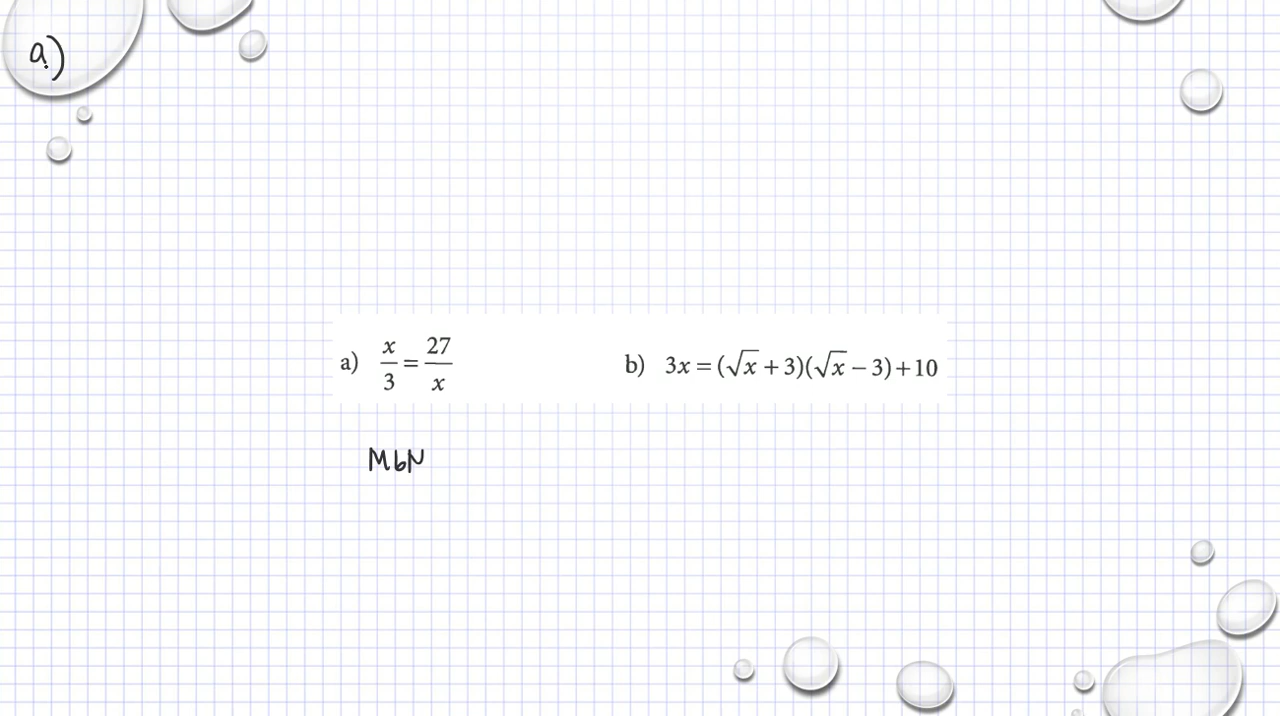 a.)
a) x/3 = 27/x
b) 3x = (√x + 3)(√x − 3) + 10
MbN